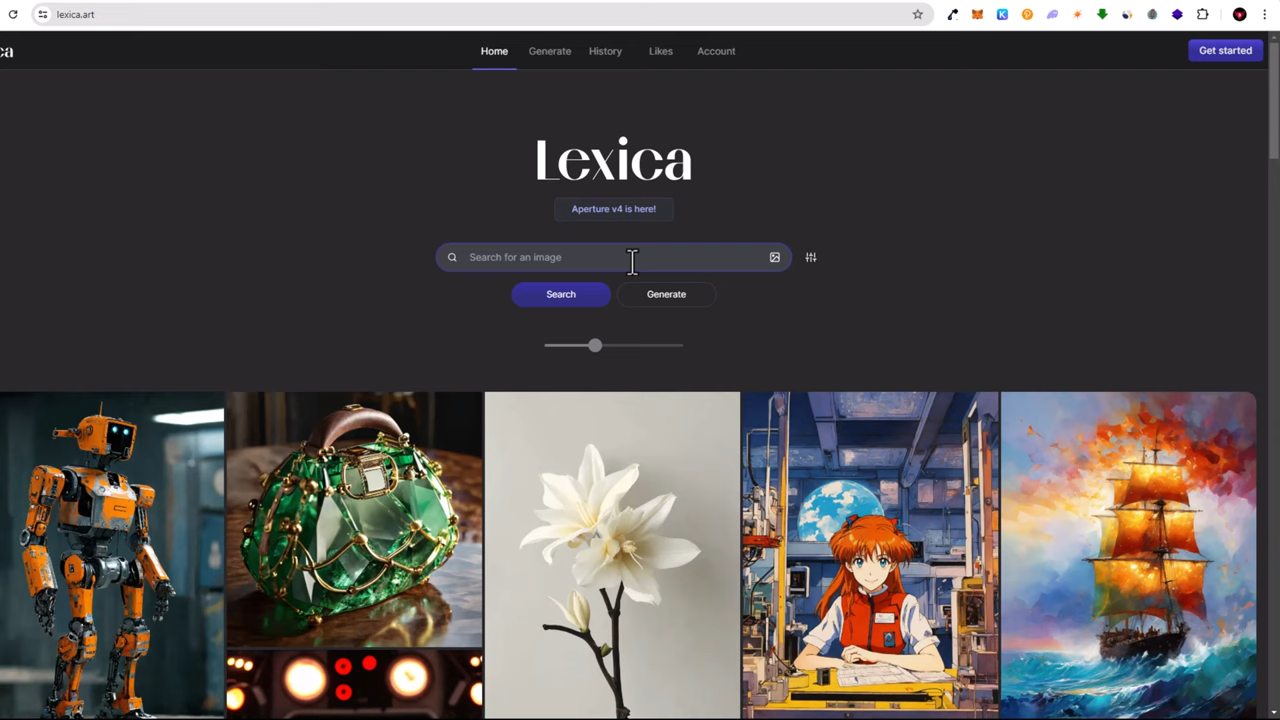 lexica.art
ca
Home Generate History Likes Account Get started
Lexica
Aperture v4 is here!
Search for an image
Search Generate